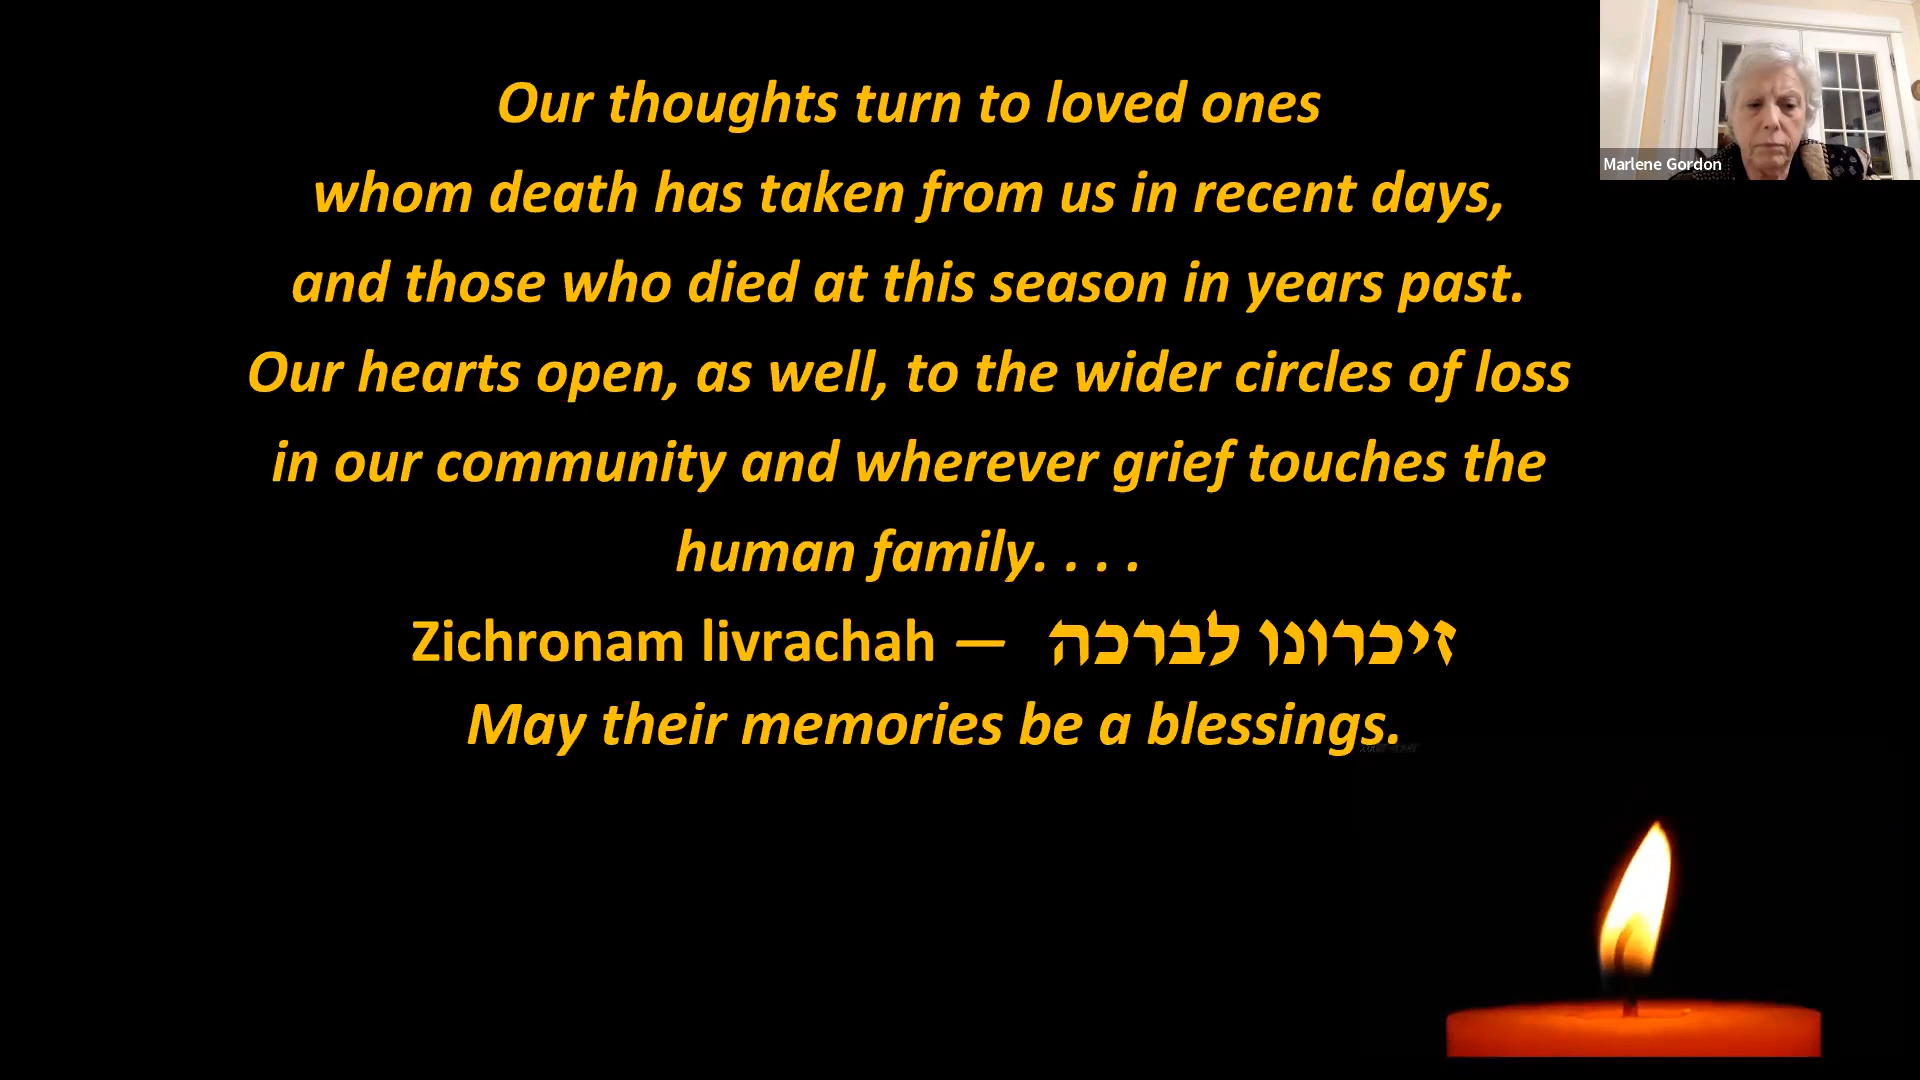 Our thoughts turn to loved ones
whom death has taken from us in recent days,
and those who died at this season in years past.
Our hearts open, as well, to the wider circles of loss
in our community and wherever grief touches the
human family. . . .
Zichronam livrachah — זיכרונו לברכה
May their memories be a blessings.
Marlene Gordon